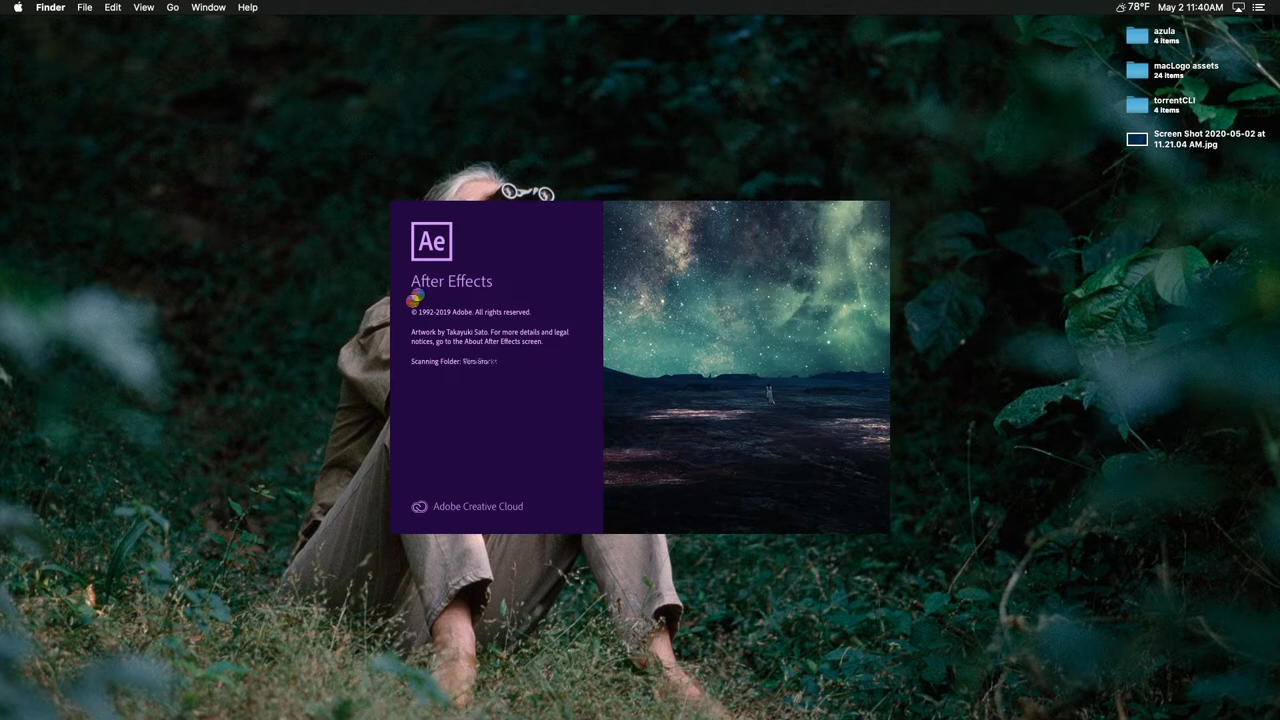 Finder File Edit View Go Window Help 78°F May 2 11:40AM
azula
4 items
macLogo assets
24 items
torrentCLI
4 items
Screen Shot 2020-05-02 at
11.21.04 AM.jpg
Ae
After Effects
© 1992-2019 Adobe. All rights reserved.
Artwork by Takayuki Sato. For more details and legal
notices, go to the About After Effects screen.
Scanning Folder:
Adobe Creative Cloud